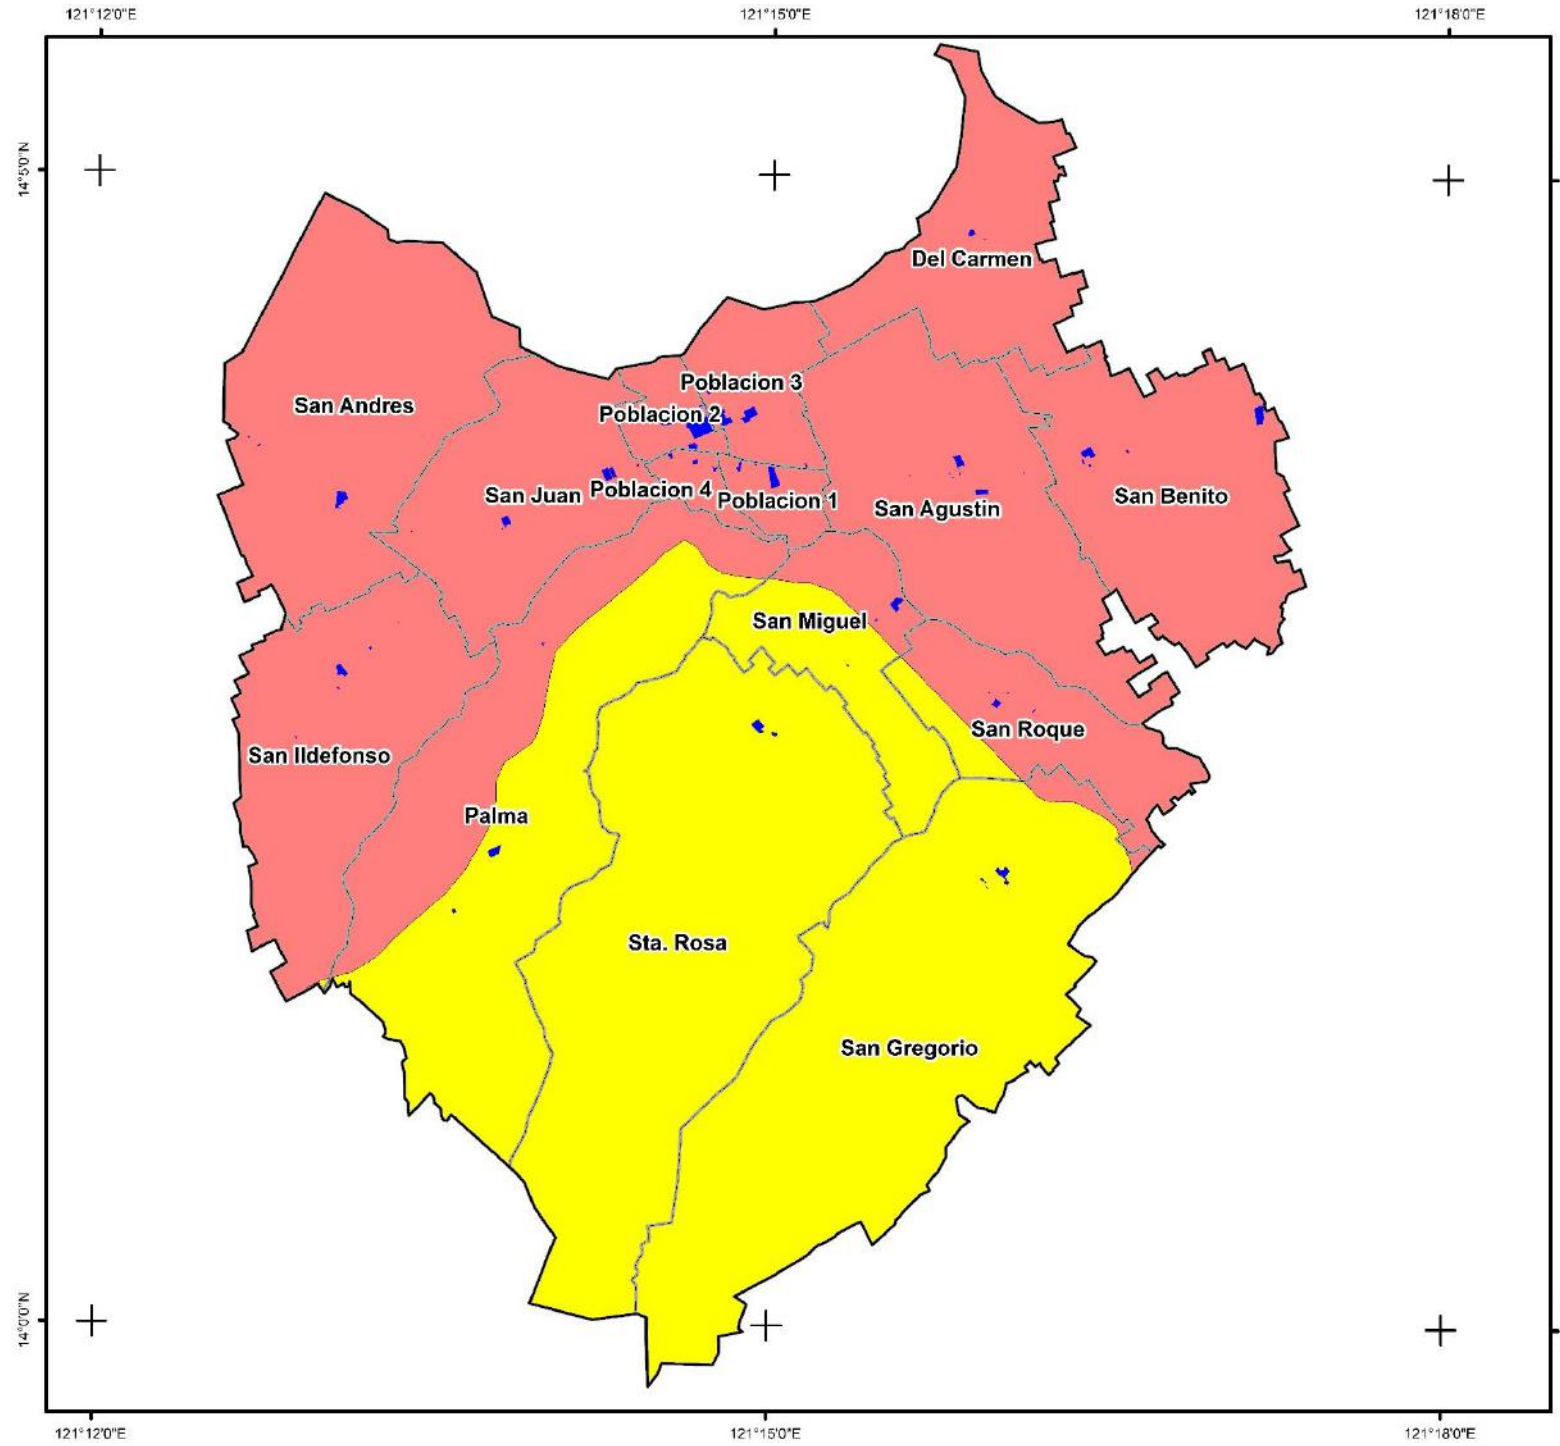 121°12'0"E
121°15'0"E
121°18'0"E
14°5'0"N
Del Carmen
Poblacion 3
San Andres
Poblacion 2
San Juan
Poblacion 4
Poblacion 1
San Agustin
San Benito
San Miguel
San Roque
San Ildefonso
Palma
Sta. Rosa
San Gregorio
14°0'0"N
121°12'0"E
121°15'0"E
121°18'0"E